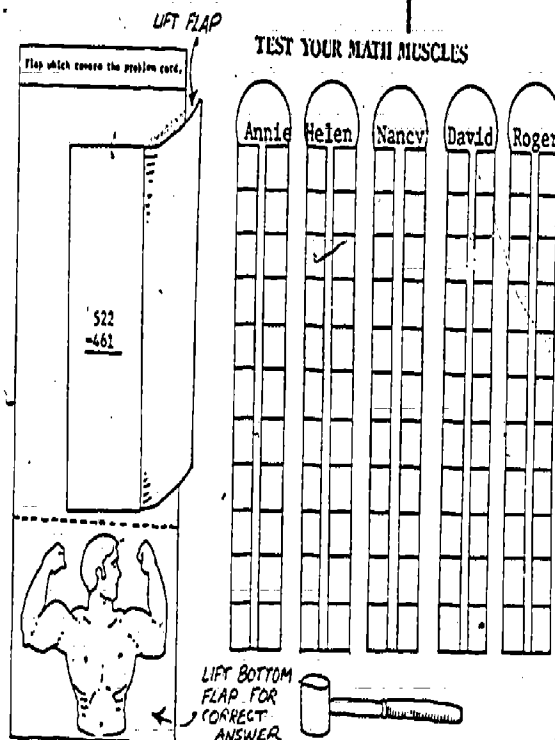 LIFT FLAP
Flap which covers the problem card.
TEST YOUR MATH MUSCLES
Annie Helen Nancy David Roger
522
-461
LIFT BOTTOM
FLAP FOR
CORRECT
ANSWER